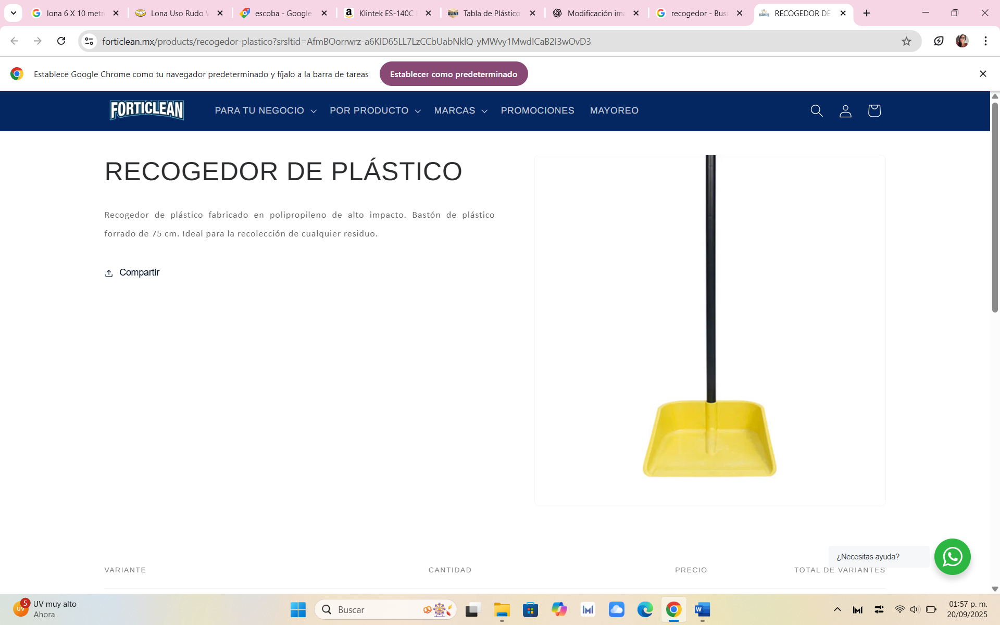 lona 6 X 10 metr
Lona Uso Rudo V
escoba - Google
Klintek ES-140C
Tabla de Plástico
Modificación ima
recogedor - Bus
RECOGEDOR DE
forticlean.mx/products/recogedor-plastico?srsltid=AfmBOorrwrz-a6KID65LL7LzCCbUabNklQ-yMWvy1MwdICaB2I3wOvD3
Establece Google Chrome como tu navegador predeterminado y fíjalo a la barra de tareas
Establecer como predeterminado
FORTICLEAN
PARA TU NEGOCIO
POR PRODUCTO
MARCAS
PROMOCIONES
MAYOREO
RECOGEDOR DE PLÁSTICO
Recogedor de plástico fabricado en polipropileno de alto impacto. Bastón de plástico
forrado de 75 cm. Ideal para la recolección de cualquier residuo.
Compartir
¿Necesitas ayuda?
VARIANTE
CANTIDAD
PRECIO
TOTAL DE VARIANTES
UV
5
UV muy alto
Ahora
Buscar
01:57 p. m.
20/09/2025